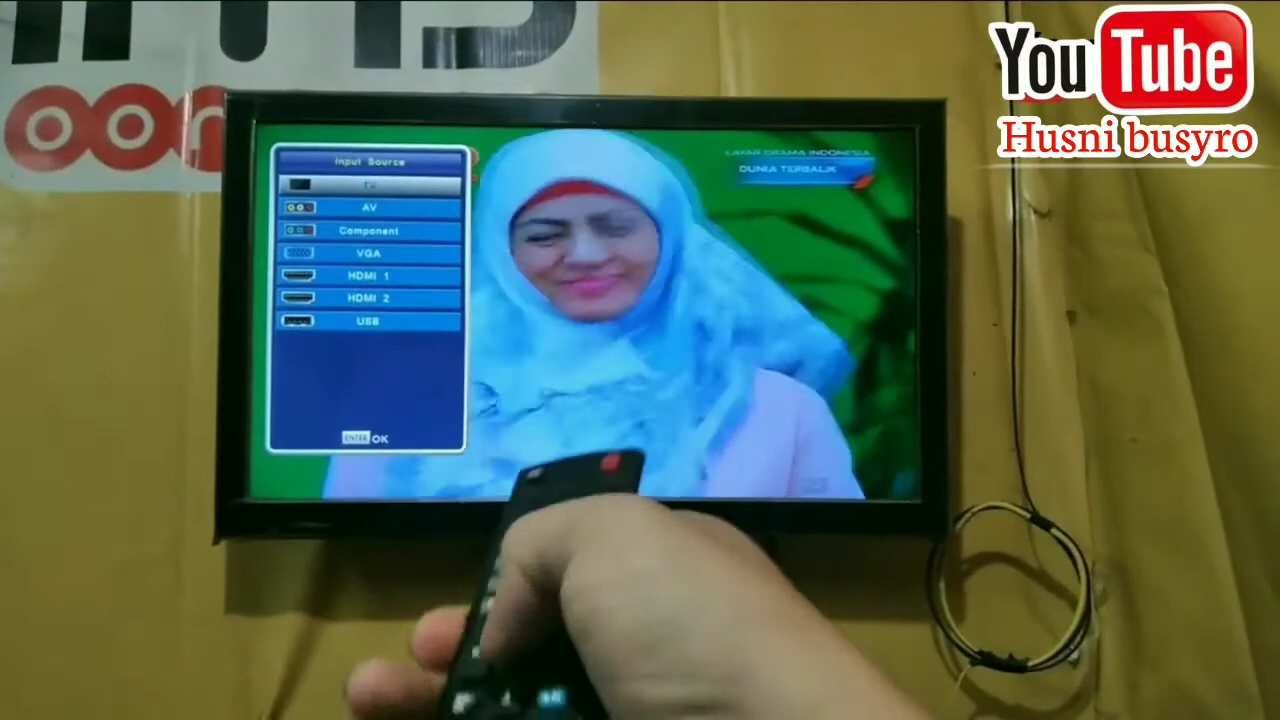 YouTube
Husni busyro
Input Source
TV
AV
Component
VGA
HDMI 1
HDMI 2
USB
ENTER OK
LAYAR DRAMA INDONESIA
DUNIA TERBALIK